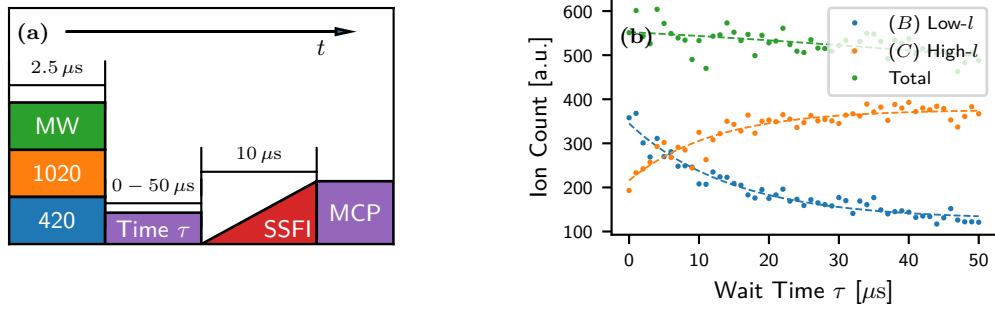 (a)
t
2.5 μs
MW
1020
420
0 − 50 μs
Time τ
10 μs
SSFI
MCP
(b)
(B) Low-l
(C) High-l
Total
Ion Count [a.u.]
600
500
400
300
200
100
0 10 20 30 40 50
Wait Time τ [μs]